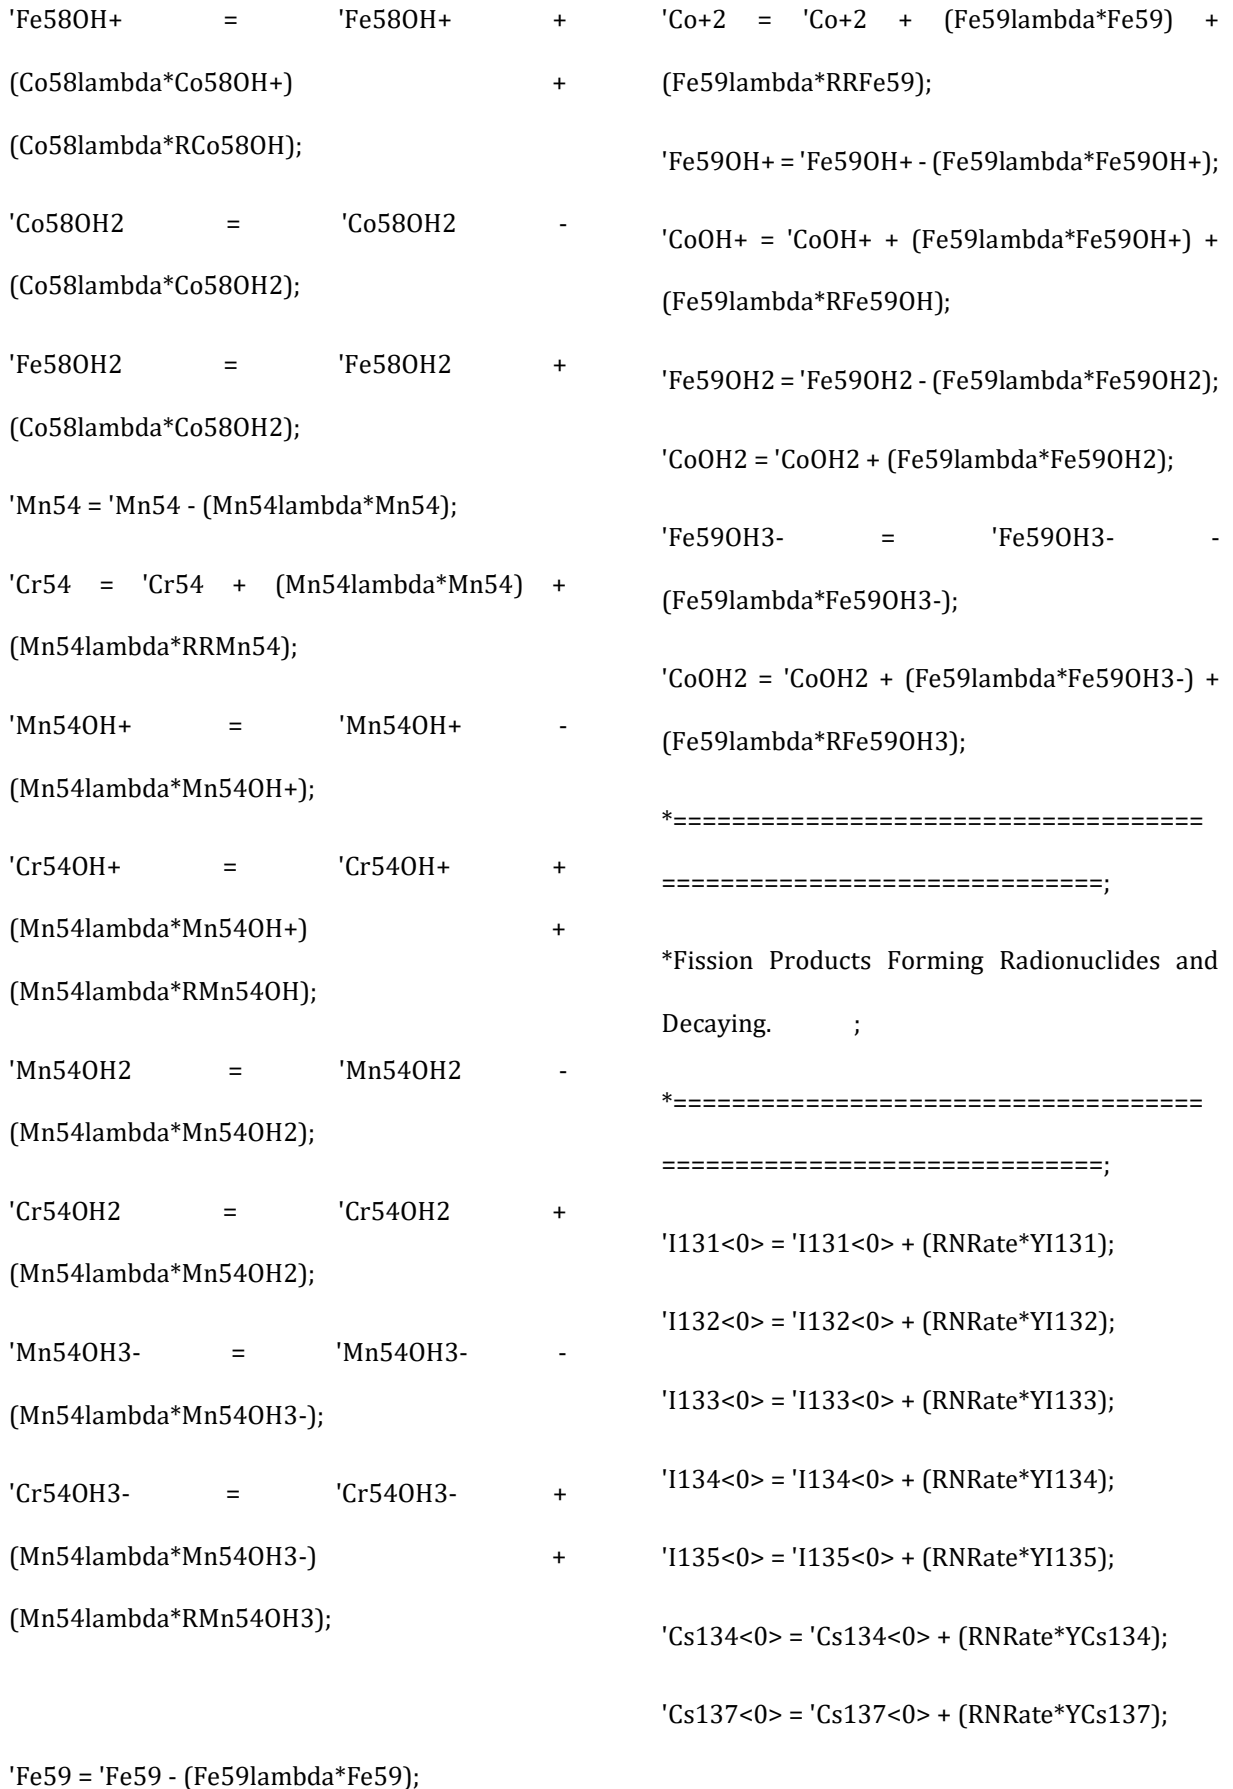 'Fe58OH+ = 'Fe58OH+ +
(Co58lambda*Co58OH+) +
(Co58lambda*RCo58OH);
'Co58OH2 = 'Co58OH2 -
(Co58lambda*Co58OH2);
'Fe58OH2 = 'Fe58OH2 +
(Co58lambda*Co58OH2);
'Mn54 = 'Mn54 - (Mn54lambda*Mn54);
'Cr54 = 'Cr54 + (Mn54lambda*Mn54) +
(Mn54lambda*RRMn54);
'Mn54OH+ = 'Mn54OH+ -
(Mn54lambda*Mn54OH+);
'Cr54OH+ = 'Cr54OH+ +
(Mn54lambda*Mn54OH+) +
(Mn54lambda*RMn54OH);
'Mn54OH2 = 'Mn54OH2 -
(Mn54lambda*Mn54OH2);
'Cr54OH2 = 'Cr54OH2 +
(Mn54lambda*Mn54OH2);
'Mn54OH3- = 'Mn54OH3- -
(Mn54lambda*Mn54OH3-);
'Cr54OH3- = 'Cr54OH3- +
(Mn54lambda*Mn54OH3-) +
(Mn54lambda*RMn54OH3);
'Fe59 = 'Fe59 - (Fe59lambda*Fe59);
'Co+2 = 'Co+2 + (Fe59lambda*Fe59) +
(Fe59lambda*RRFe59);
'Fe59OH+ = 'Fe59OH+ - (Fe59lambda*Fe59OH+);
'CoOH+ = 'CoOH+ + (Fe59lambda*Fe59OH+) +
(Fe59lambda*RFe59OH);
'Fe59OH2 = 'Fe59OH2 - (Fe59lambda*Fe59OH2);
'CoOH2 = 'CoOH2 + (Fe59lambda*Fe59OH2);
'Fe59OH3- = 'Fe59OH3- -
(Fe59lambda*Fe59OH3-);
'CoOH2 = 'CoOH2 + (Fe59lambda*Fe59OH3-) +
(Fe59lambda*RFe59OH3);
*====================================
==============================;
*Fission Products Forming Radionuclides and
Decaying. ;
*====================================
==============================;
'I131<0> = 'I131<0> + (RNRate*YI131);
'I132<0> = 'I132<0> + (RNRate*YI132);
'I133<0> = 'I133<0> + (RNRate*YI133);
'I134<0> = 'I134<0> + (RNRate*YI134);
'I135<0> = 'I135<0> + (RNRate*YI135);
'Cs134<0> = 'Cs134<0> + (RNRate*YCs134);
'Cs137<0> = 'Cs137<0> + (RNRate*YCs137);